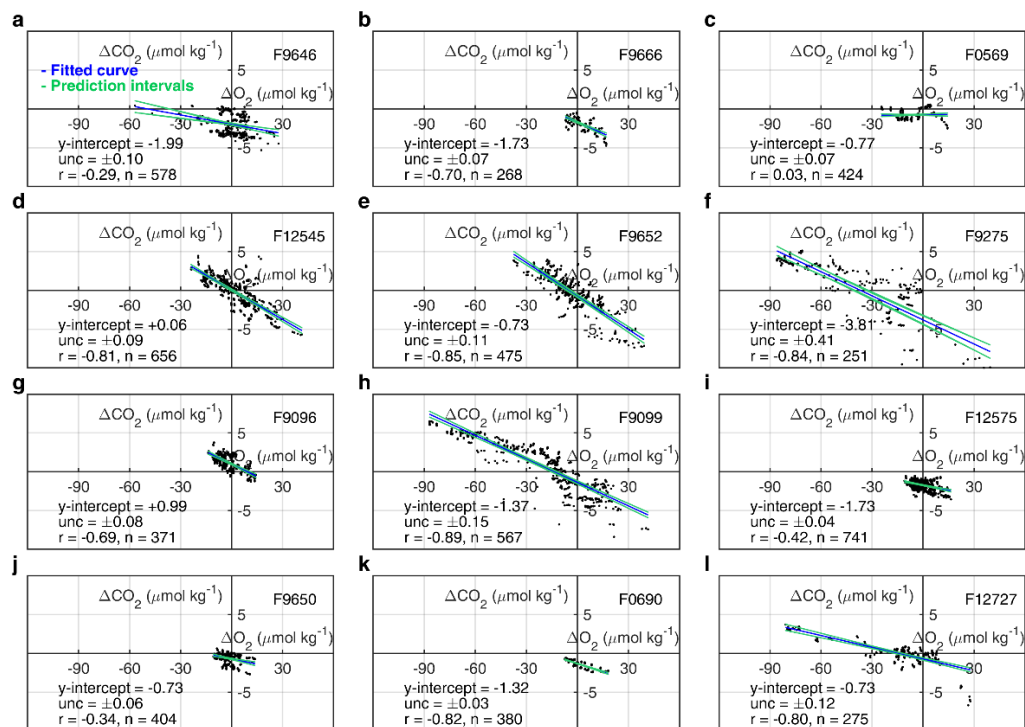 a
ΔCO2 (μmol kg-1)
F9646
- Fitted curve
- Prediction intervals
5
ΔO2
(μmol kg-1)
-90 -60 -30 30
-5
y-intercept = -1.99
unc = ±0.10
r = -0.29, n = 578
b
ΔCO2 (μmol kg-1)
F9666
5
ΔO2
(μmol kg-1)
-90 -60 -30 30
-5
y-intercept = -1.73
unc = ±0.07
r = -0.70, n = 268
c
ΔCO2 (μmol kg-1)
F0569
5
ΔO2
(μmol kg-1)
-90 -60 -30 30
-5
y-intercept = -0.77
unc = ±0.07
r = 0.03, n = 424
d
ΔCO2 (μmol kg-1)
F12545
5
ΔO2
(μmol kg-1)
-90 -60 -30 30
-5
y-intercept = +0.06
unc = ±0.09
r = -0.81, n = 656
e
ΔCO2 (μmol kg-1)
F9652
5
ΔO2
(μmol kg-1)
-90 -60 -30 30
-5
y-intercept = -0.73
unc = ±0.11
r = -0.85, n = 475
f
ΔCO2 (μmol kg-1)
F9275
5
ΔO2
(μmol kg-1)
-90 -60 -30 30
-5
y-intercept = -3.81
unc = ±0.41
r = -0.84, n = 251
g
ΔCO2 (μmol kg-1)
F9096
5
ΔO2
(μmol kg-1)
-90 -60 -30 30
-5
y-intercept = +0.99
unc = ±0.08
r = -0.69, n = 371
h
ΔCO2 (μmol kg-1)
F9099
5
ΔO2
(μmol kg-1)
-90 -60 -30 30
-5
y-intercept = -1.37
unc = ±0.15
r = -0.89, n = 567
i
ΔCO2 (μmol kg-1)
F12575
5
ΔO2
(μmol kg-1)
-90 -60 -30 30
-5
y-intercept = -1.73
unc = ±0.04
r = -0.42, n = 741
j
ΔCO2 (μmol kg-1)
F9650
5
ΔO2
(μmol kg-1)
-90 -60 -30 30
-5
y-intercept = -0.73
unc = ±0.06
r = -0.34, n = 404
k
ΔCO2 (μmol kg-1)
F0690
5
ΔO2
(μmol kg-1)
-90 -60 -30 30
-5
y-intercept = -1.32
unc = ±0.03
r = -0.82, n = 380
l
ΔCO2 (μmol kg-1)
F12727
5
ΔO2
(μmol kg-1)
-90 -60 -30 30
-5
y-intercept = -0.73
unc = ±0.12
r = -0.80, n = 275